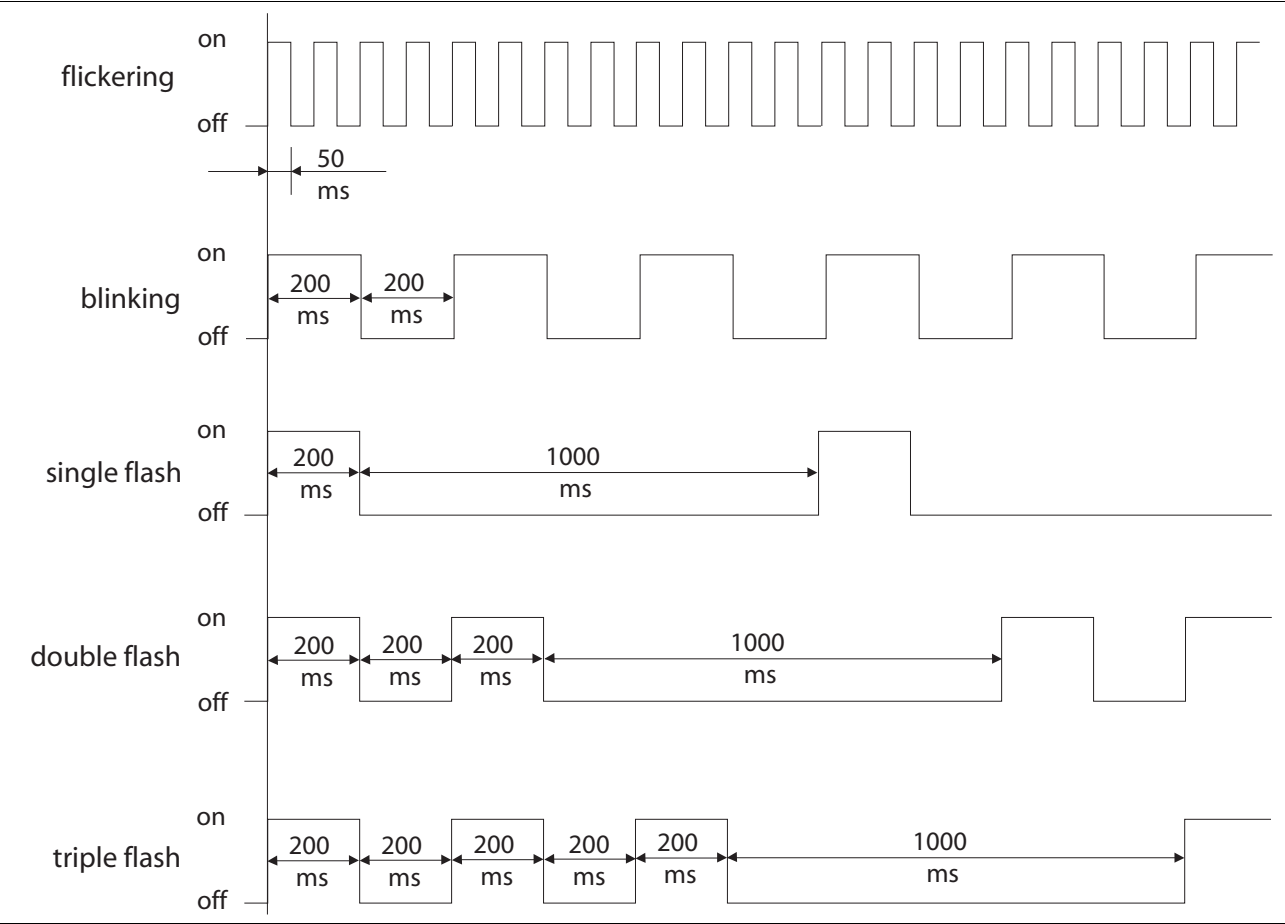 on
flickering
off
50
ms
on
200 200
blinking
ms ms
off
on
200 1000
single flash
ms ms
off
on
200 200 200 1000
double flash
ms ms ms ms
off
on
200 200 200 200 200 1000
triple flash
ms ms ms ms ms ms
off